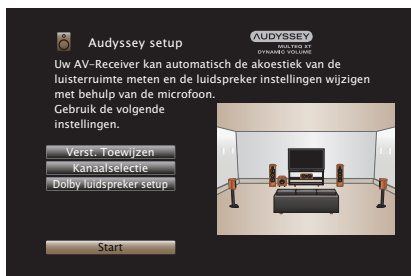 Audyssey setup
AUDYSSEY
MULTEQ XT
DYNAMIC VOLUME
Uw AV-Receiver kan automatisch de akoestiek van de
luisterruimte meten en de luidspreker instellingen wijzigen
met behulp van de microfoon.
Gebruik de volgende
instellingen.
Verst. Toewijzen
Kanaalselectie
Dolby luidspreker setup
Start